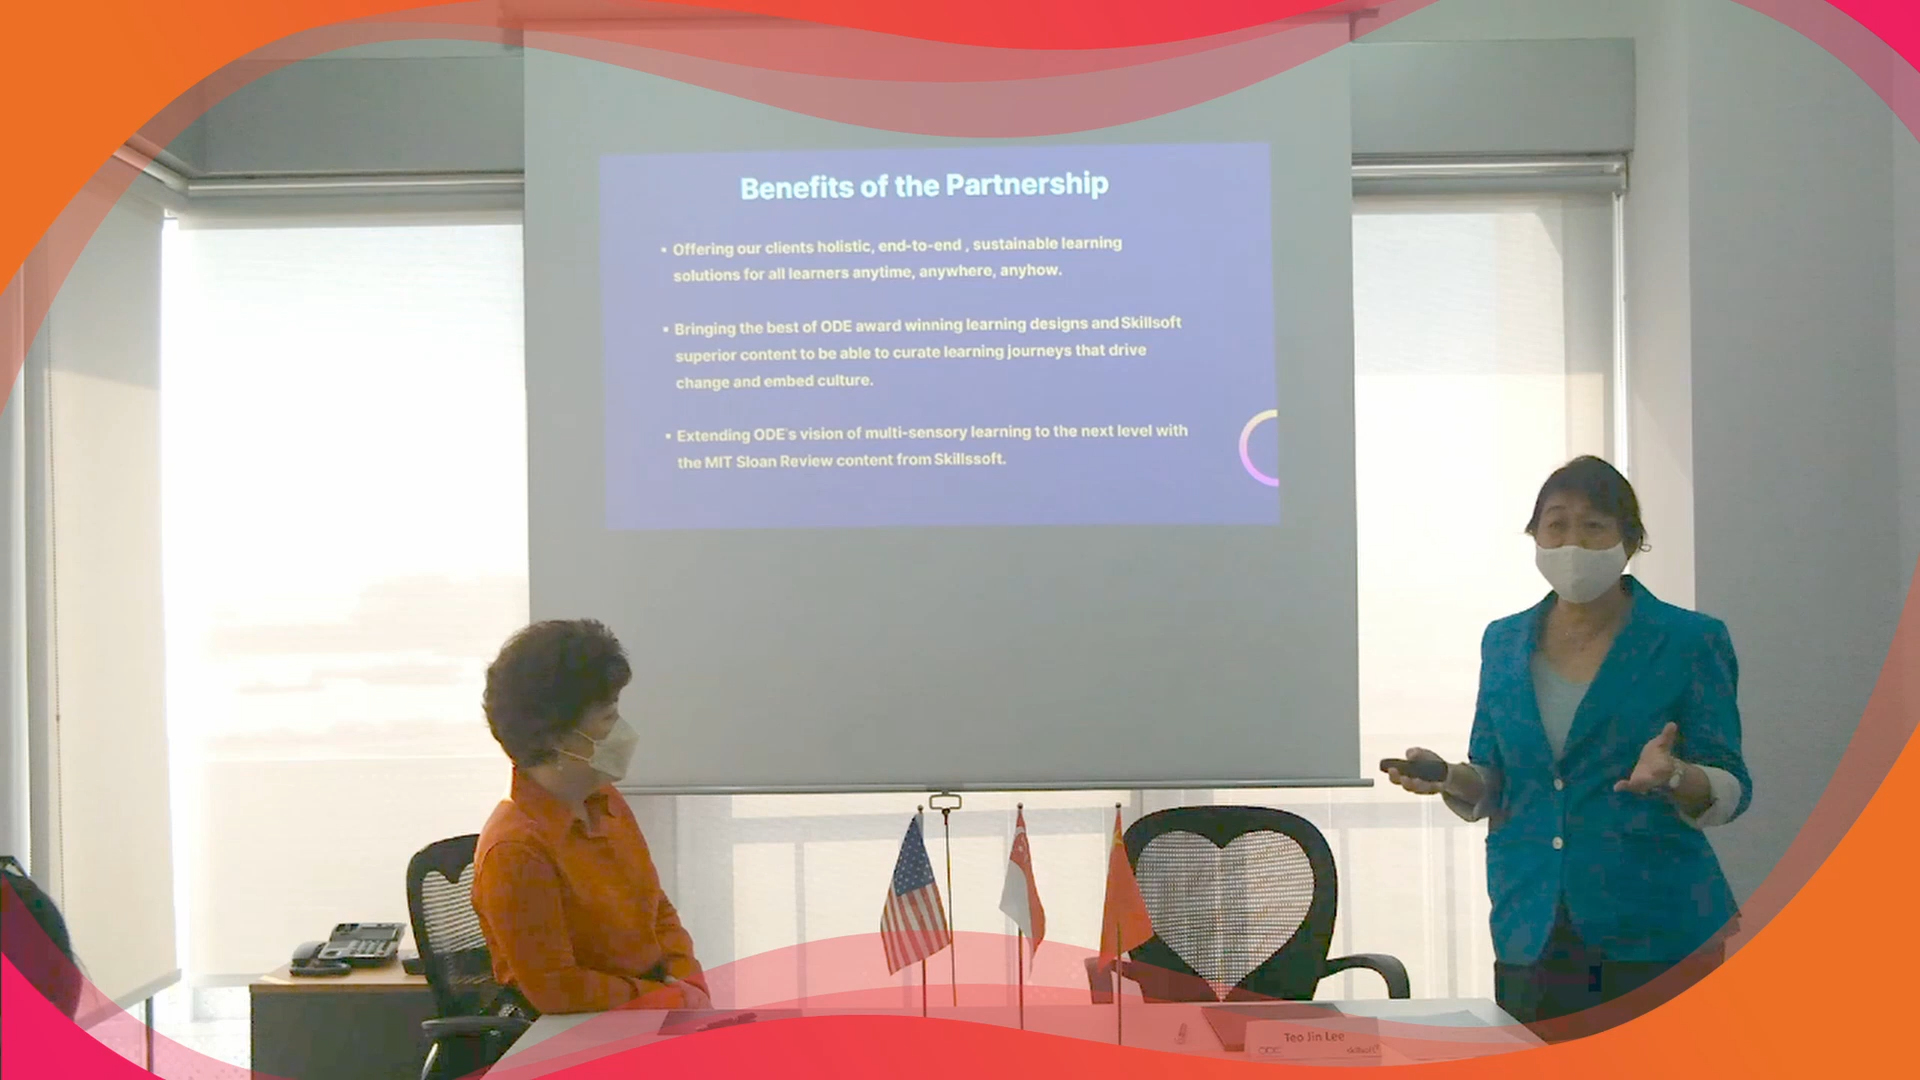 Benefits of the Partnership
• Offering our clients holistic, end-to-end , sustainable learning
solutions for all learners anytime, anywhere, anyhow.
• Bringing the best of ODE award winning learning designs and Skillsoft
superior content to be able to curate learning journeys that drive
change and embed culture.
• Extending ODE's vision of multi-sensory learning to the next level with
the MIT Sloan Review content from Skillssoft.
Teo Jin Lee
ODE skillsoft